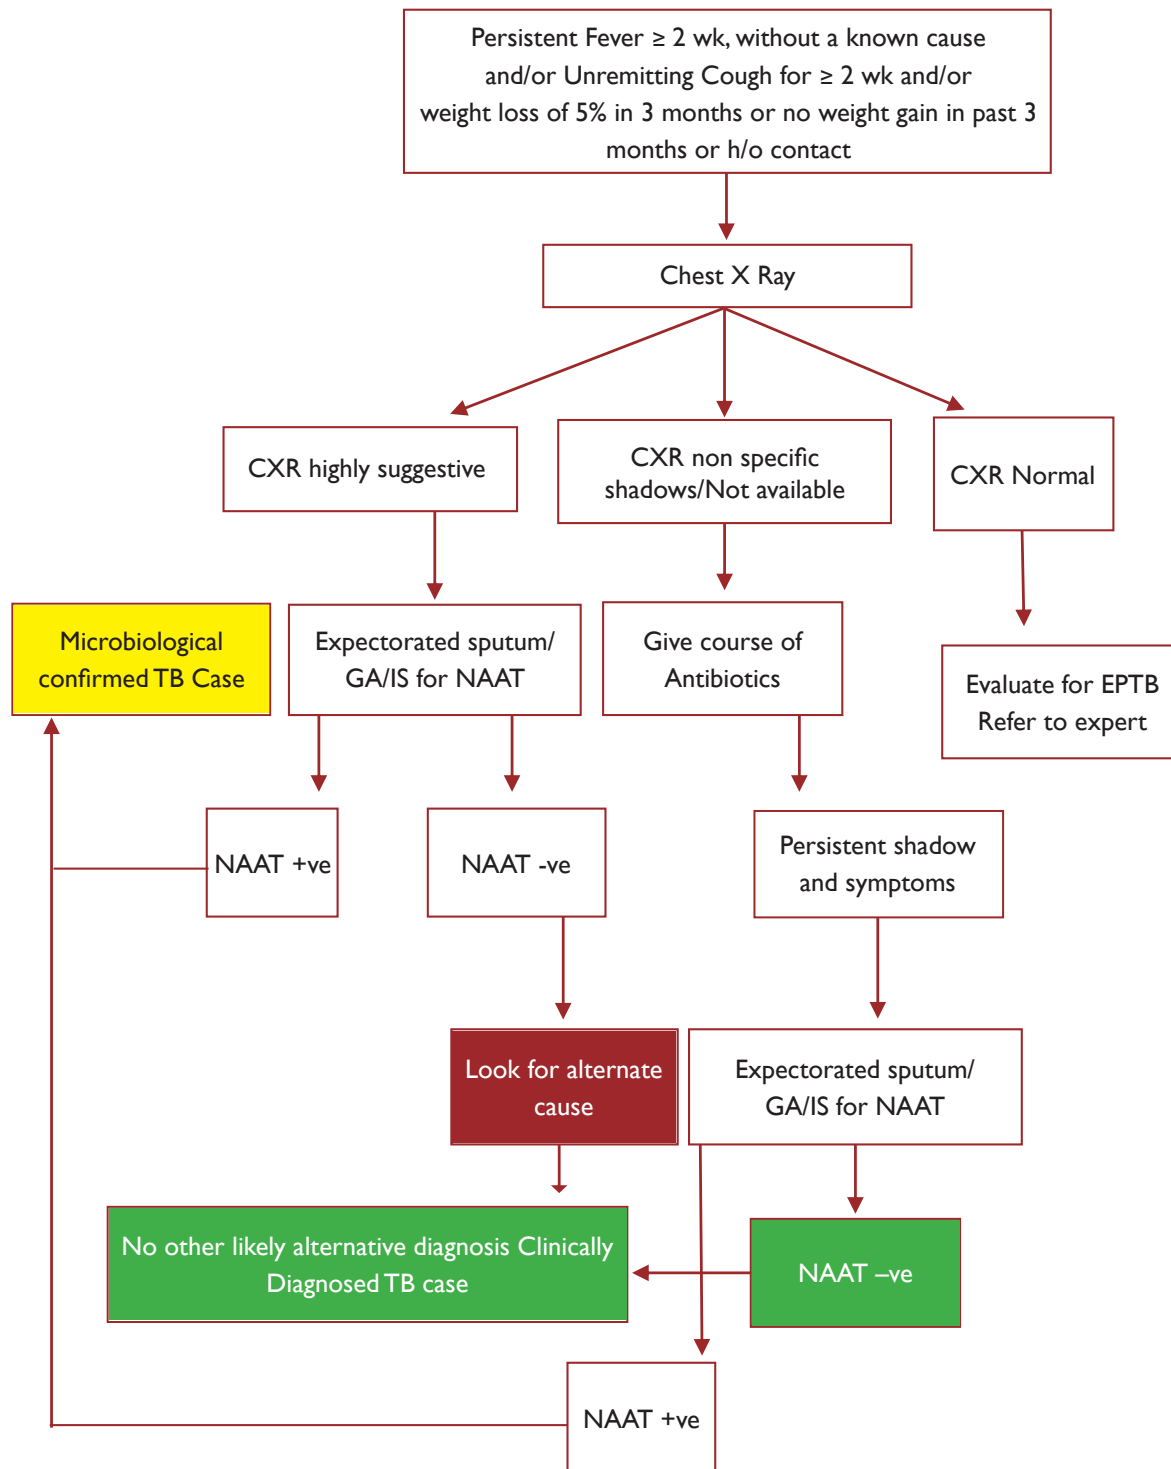 Persistent Fever ≥ 2 wk, without a known cause
and/or Unremitting Cough for ≥ 2 wk and/or
weight loss of 5% in 3 months or no weight gain in past 3
months or h/o contact
Chest X Ray
CXR highly suggestive
CXR non specific
shadows/Not available
CXR Normal
Microbiological
confirmed TB Case
Expectorated sputum/
GA/IS for NAAT
Give course of
Antibiotics
Evaluate for EPTB
Refer to expert
NAAT +ve
NAAT -ve
Persistent shadow
and symptoms
Look for alternate
cause
Expectorated sputum/
GA/IS for NAAT
No other likely alternative diagnosis Clinically
Diagnosed TB case
NAAT –ve
NAAT +ve